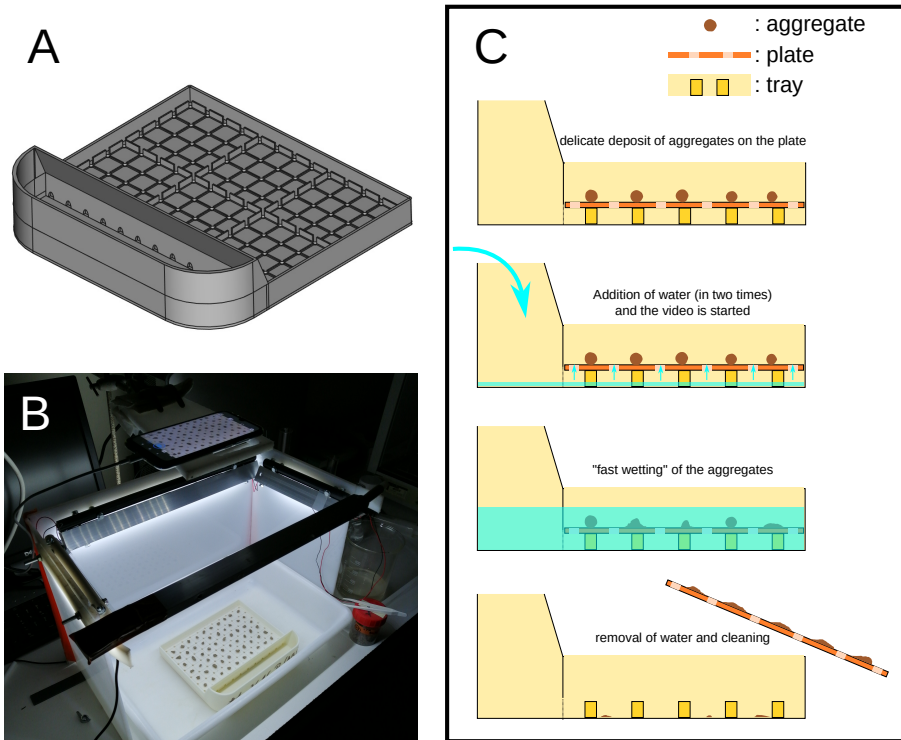 A
B
C
: aggregate
: plate
: tray
delicate deposit of aggregates on the plate
Addition of water (in two times)
and the video is started
"fast wetting" of the aggregates
removal of water and cleaning